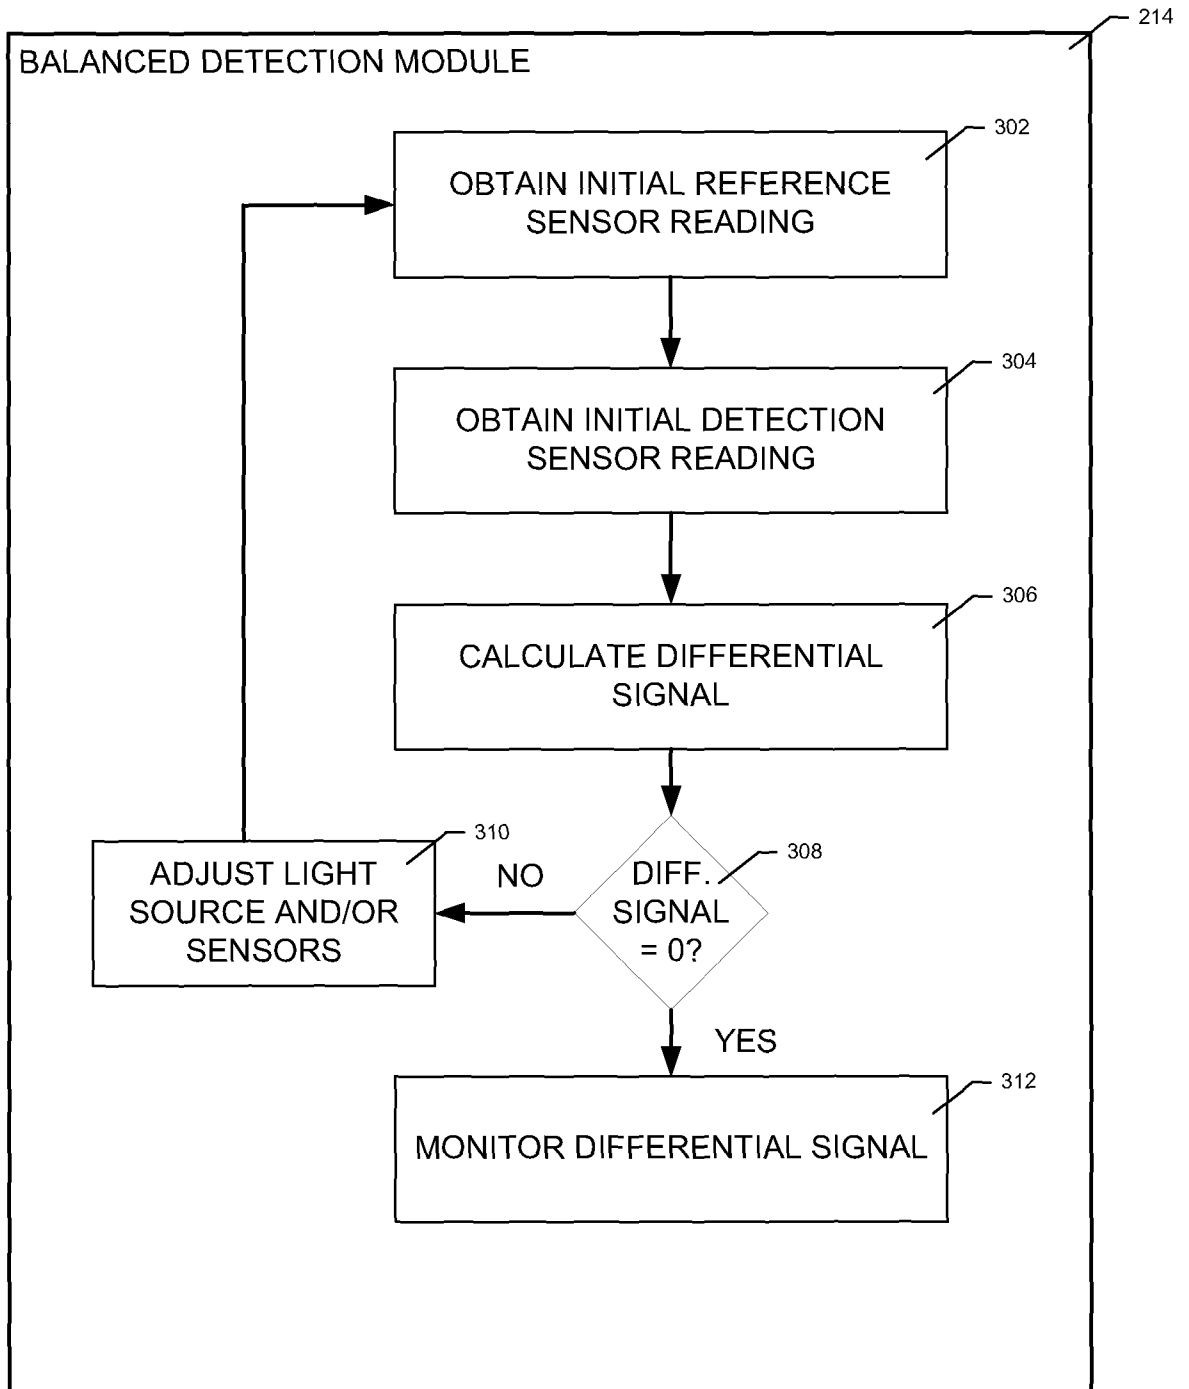 214
BALANCED DETECTION MODULE
302
OBTAIN INITIAL REFERENCE
SENSOR READING
304
OBTAIN INITIAL DETECTION
SENSOR READING
306
CALCULATE DIFFERENTIAL
SIGNAL
310
ADJUST LIGHT
SOURCE AND/OR
SENSORS
NO
308
DIFF.
SIGNAL
= 0?
YES
312
MONITOR DIFFERENTIAL SIGNAL